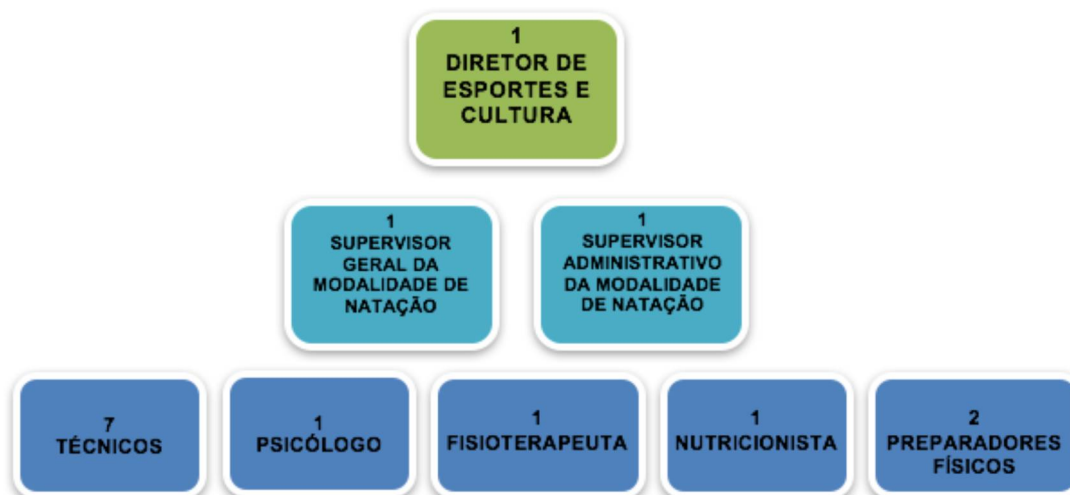 1
DIRETOR DE
ESPORTES E
CULTURA
1
SUPERVISOR
GERAL DA
MODALIDADE DE
NATAÇÃO
1
SUPERVISOR
ADMINISTRATIVO
DA MODALIDADE
DE NATAÇÃO
7
TÉCNICOS
1
PSICÓLOGO
1
FISIOTERAPEUTA
1
NUTRICIONISTA
2
PREPARADORES
FÍSICOS